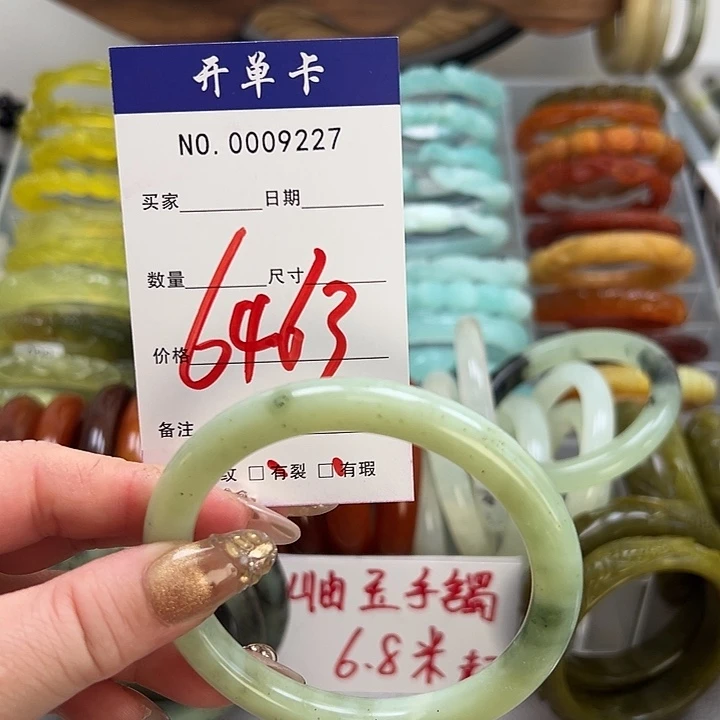 开单卡
NO. 0009227
买家 日期
数量 尺寸
6463
价格
备注
纹 □ 有裂 □ 有瑕
岫玉手镯
6.8米